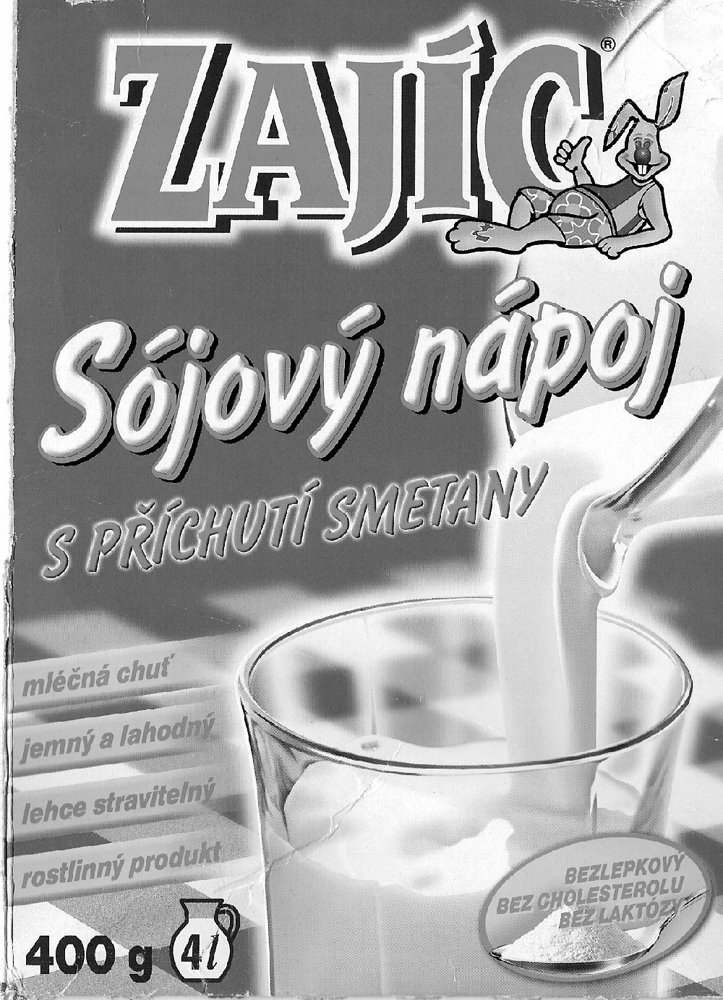 ZAJÍC®
Sójový nápoj
S PŘÍCHUTÍ SMETANY
mléčná chuť
jemný a lahodný
lehce stravitelný
rostlinný produkt
400 g
4l
BEZLEPKOVÝ
BEZ CHOLESTEROLU
BEZ LAKTÓZY